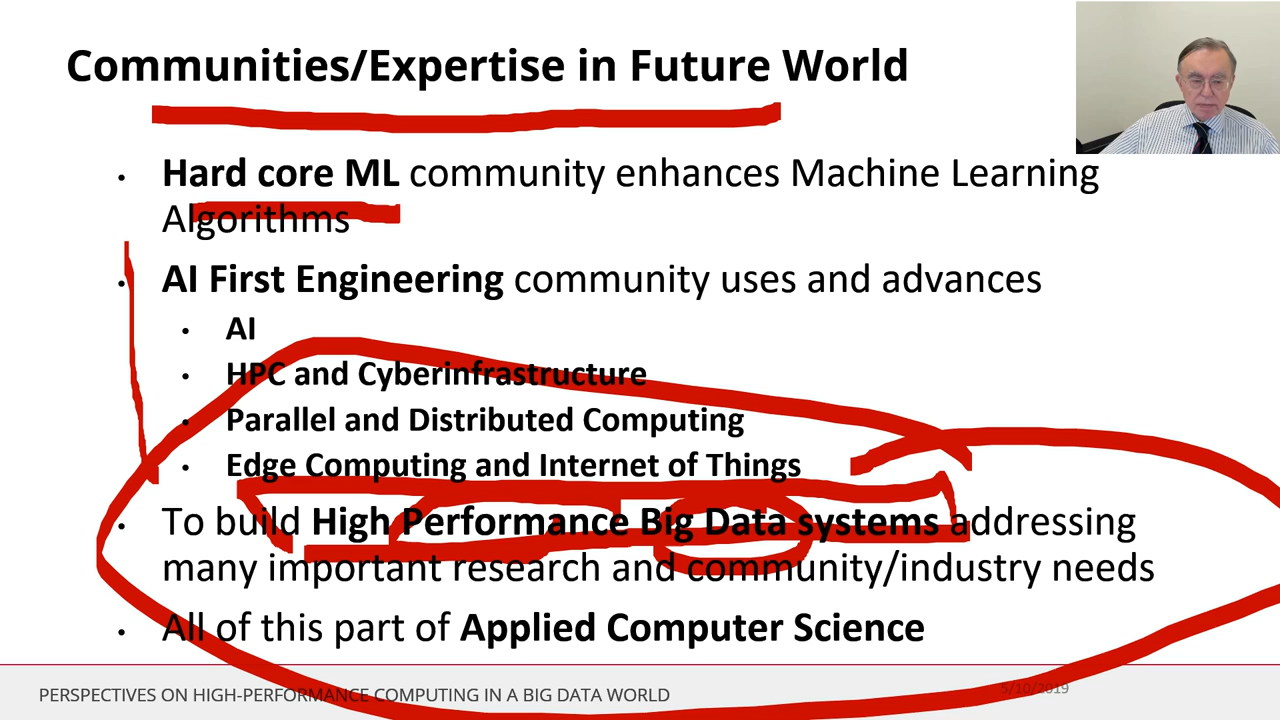 Communities/Expertise in Future World
• Hard core ML community enhances Machine Learning
Algorithms
• AI First Engineering community uses and advances
• AI
• HPC and Cyberinfrastructure
• Parallel and Distributed Computing
• Edge Computing and Internet of Things
• To build High Performance Big Data systems addressing
many important research and community/industry needs
• All of this part of Applied Computer Science
PERSPECTIVES ON HIGH-PERFORMANCE COMPUTING IN A BIG DATA WORLD
5/10/2019